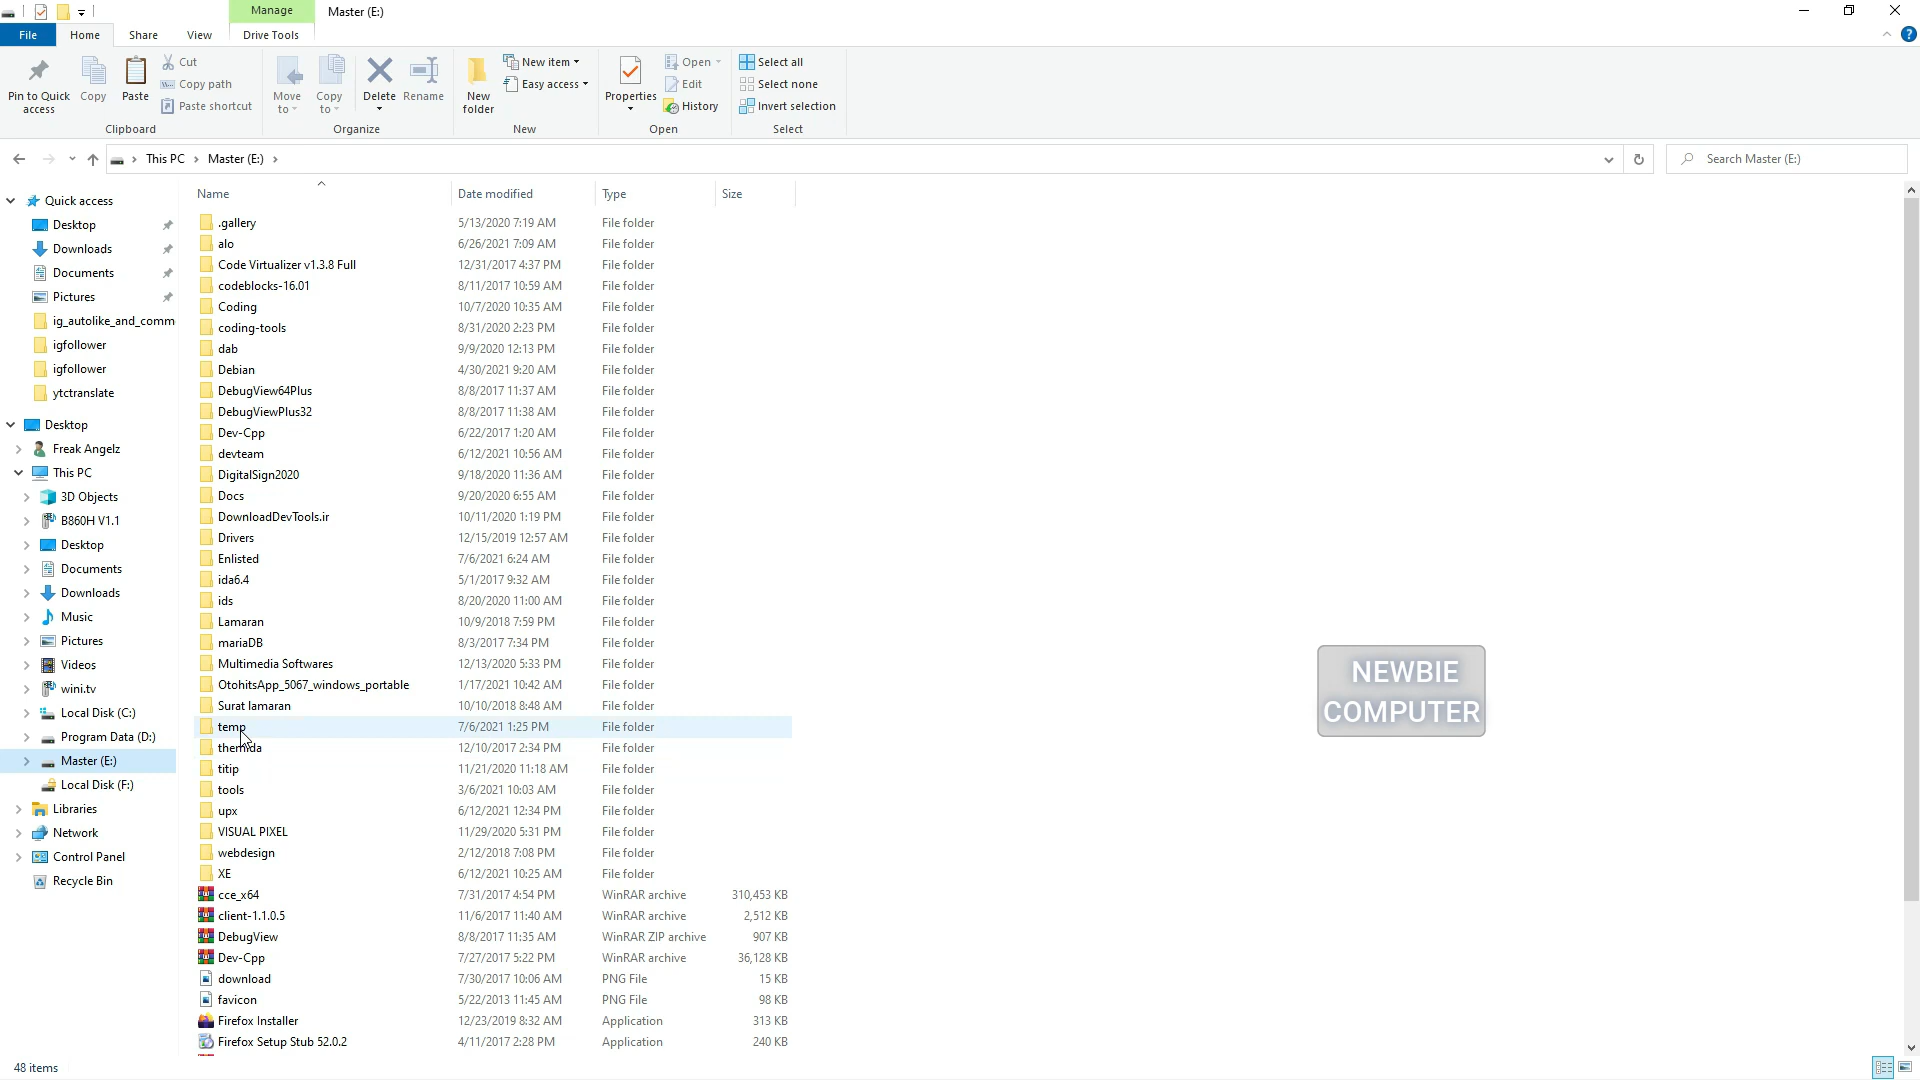 Manage
Master (E:)
File
Home
Share
View
Drive Tools
Pin to Quick access
Copy
Paste
Cut
Copy path
Paste shortcut
Clipboard
Move to
Copy to
Delete
Rename
Organize
New folder
New item
Easy access
New
Properties
Open
Edit
History
Open
Select all
Select none
Invert selection
Select
This PC
Master (E:)
Search Master (E:)
Quick access
Desktop
Downloads
Documents
Pictures
ig_autolike_and_comm
igfollower
igfollower
ytctranslate
Desktop
Freak Angelz
This PC
3D Objects
B860H V1.1
Desktop
Documents
Downloads
Music
Pictures
Videos
wini.tv
Local Disk (C:)
Program Data (D:)
Master (E:)
Local Disk (F:)
Libraries
Network
Control Panel
Recycle Bin
Name Date modified Type Size
.gallery 5/13/2020 7:19 AM File folder
alo 6/26/2021 7:09 AM File folder
Code Virtualizer v1.3.8 Full 12/31/2017 4:37 PM File folder
codeblocks-16.01 8/11/2017 10:59 AM File folder
Coding 10/7/2020 10:35 AM File folder
coding-tools 8/31/2020 2:23 PM File folder
dab 9/9/2020 12:13 PM File folder
Debian 4/30/2021 9:20 AM File folder
DebugView64Plus 8/8/2017 11:37 AM File folder
DebugViewPlus32 8/8/2017 11:38 AM File folder
Dev-Cpp 6/22/2017 1:20 AM File folder
devteam 6/12/2021 10:56 AM File folder
DigitalSign2020 9/18/2020 11:36 AM File folder
Docs 9/20/2020 6:55 AM File folder
DownloadDevTools.ir 10/11/2020 1:19 PM File folder
Drivers 12/15/2019 12:57 AM File folder
Enlisted 7/6/2021 6:24 AM File folder
ida6.4 5/1/2017 9:32 AM File folder
ids 8/20/2020 11:00 AM File folder
Lamaran 10/9/2018 7:59 PM File folder
mariaDB 8/3/2017 7:34 PM File folder
Multimedia Softwares 12/13/2020 5:33 PM File folder
OtohitsApp_5067_windows_portable 1/17/2021 10:42 AM File folder
Surat lamaran 10/10/2018 8:48 AM File folder
temp 7/6/2021 1:25 PM File folder
themida 12/10/2017 2:34 PM File folder
titip 11/21/2020 11:18 AM File folder
tools 3/6/2021 10:03 AM File folder
upx 6/12/2021 12:34 PM File folder
VISUAL PIXEL 11/29/2020 5:31 PM File folder
webdesign 2/12/2018 7:08 PM File folder
XE 6/12/2021 10:25 AM File folder
cce_x64 7/31/2017 4:54 PM WinRAR archive 310,453 KB
client-1.1.0.5 11/6/2017 11:40 AM WinRAR archive 2,512 KB
DebugView 8/8/2017 11:35 AM WinRAR ZIP archive 907 KB
Dev-Cpp 7/27/2017 5:22 PM WinRAR archive 36,128 KB
download 7/30/2017 10:06 AM PNG File 15 KB
favicon 5/22/2013 11:45 AM PNG File 98 KB
Firefox Installer 12/23/2019 8:32 AM Application 313 KB
Firefox Setup Stub 52.0.2 4/11/2017 2:28 PM Application 240 KB
NEWBIE
COMPUTER
48 items